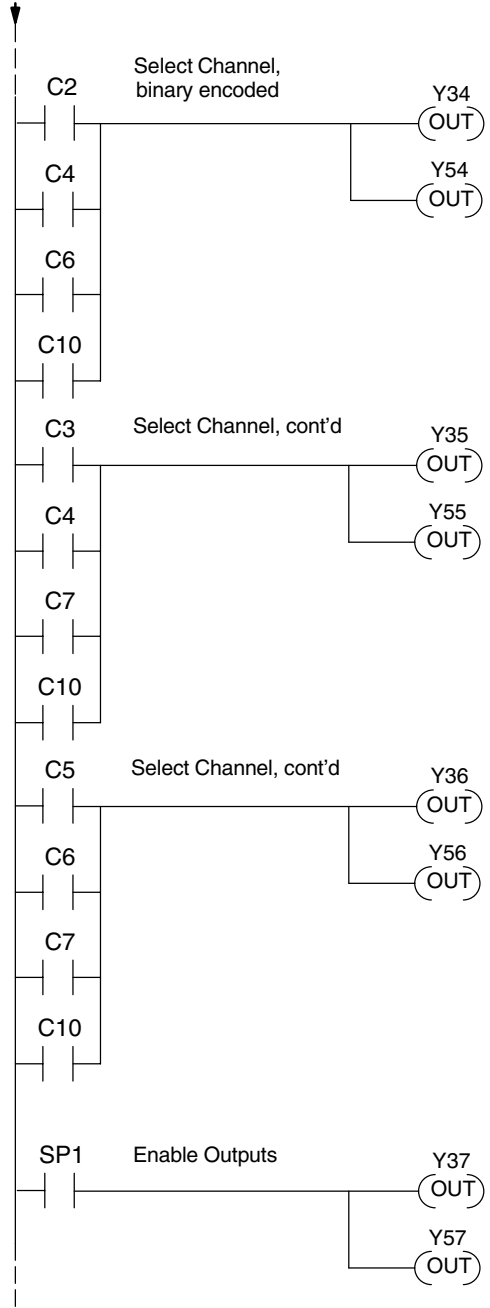 Select Channel,
binary encoded
C2
Y34
OUT
Y54
OUT
C4
C6
C10
C3
Select Channel, cont'd
Y35
OUT
C4
Y55
OUT
C7
C10
C5
Select Channel, cont'd
Y36
OUT
C6
Y56
OUT
C7
C10
SP1
Enable Outputs
Y37
OUT
Y57
OUT